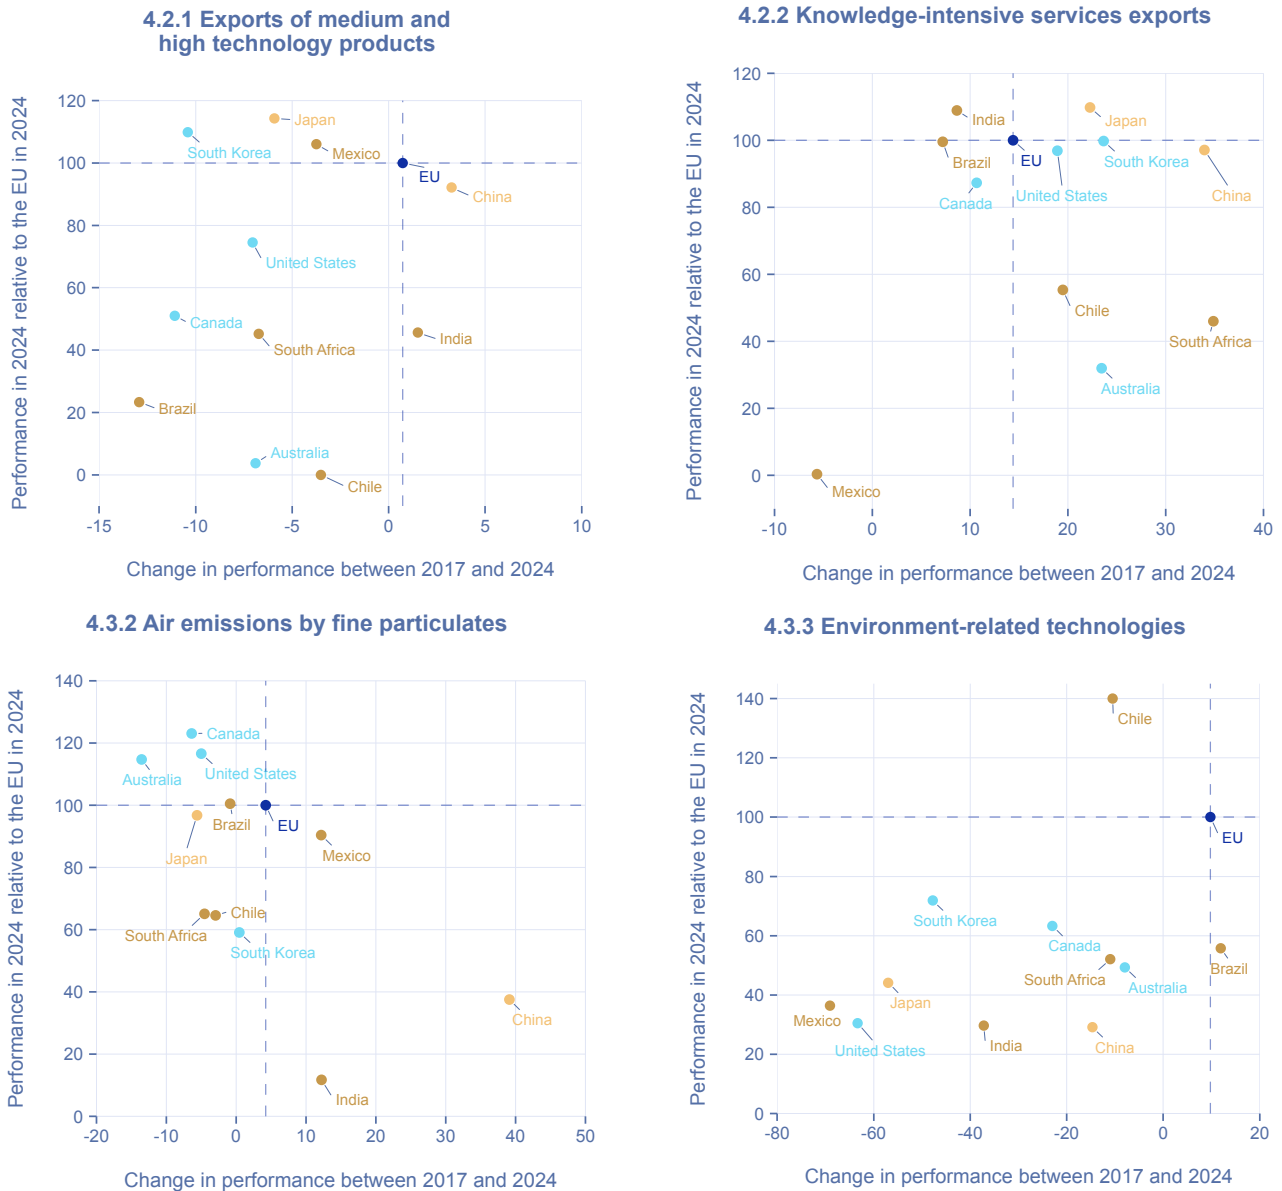 4.2.1 Exports of medium and
high technology products
Performance in 2024 relative to the EU in 2024
120
100
80
60
40
20
0
-15
-10
-5
0
5
10
Japan
South Korea
Mexico
EU
China
United States
Canada
South Africa
India
Brazil
Australia
Chile
Change in performance between 2017 and 2024
4.2.2 Knowledge-intensive services exports
Performance in 2024 relative to the EU in 2024
120
100
80
60
40
20
0
-10
0
10
20
30
40
India
Japan
Brazil
EU
South Korea
Canada
United States
China
Chile
South Africa
Australia
Mexico
Change in performance between 2017 and 2024
4.3.2 Air emissions by fine particulates
Performance in 2024 relative to the EU in 2024
140
120
100
80
60
40
20
0
-20
-10
0
10
20
30
40
50
Canada
Australia
United States
Brazil
EU
Japan
Mexico
Chile
South Africa
South Korea
China
India
Change in performance between 2017 and 2024
4.3.3 Environment-related technologies
Performance in 2024 relative to the EU in 2024
140
120
100
80
60
40
20
0
-80
-60
-40
-20
0
20
Chile
EU
South Korea
Canada
South Africa
Brazil
Australia
Japan
Mexico
United States
India
China
Change in performance between 2017 and 2024